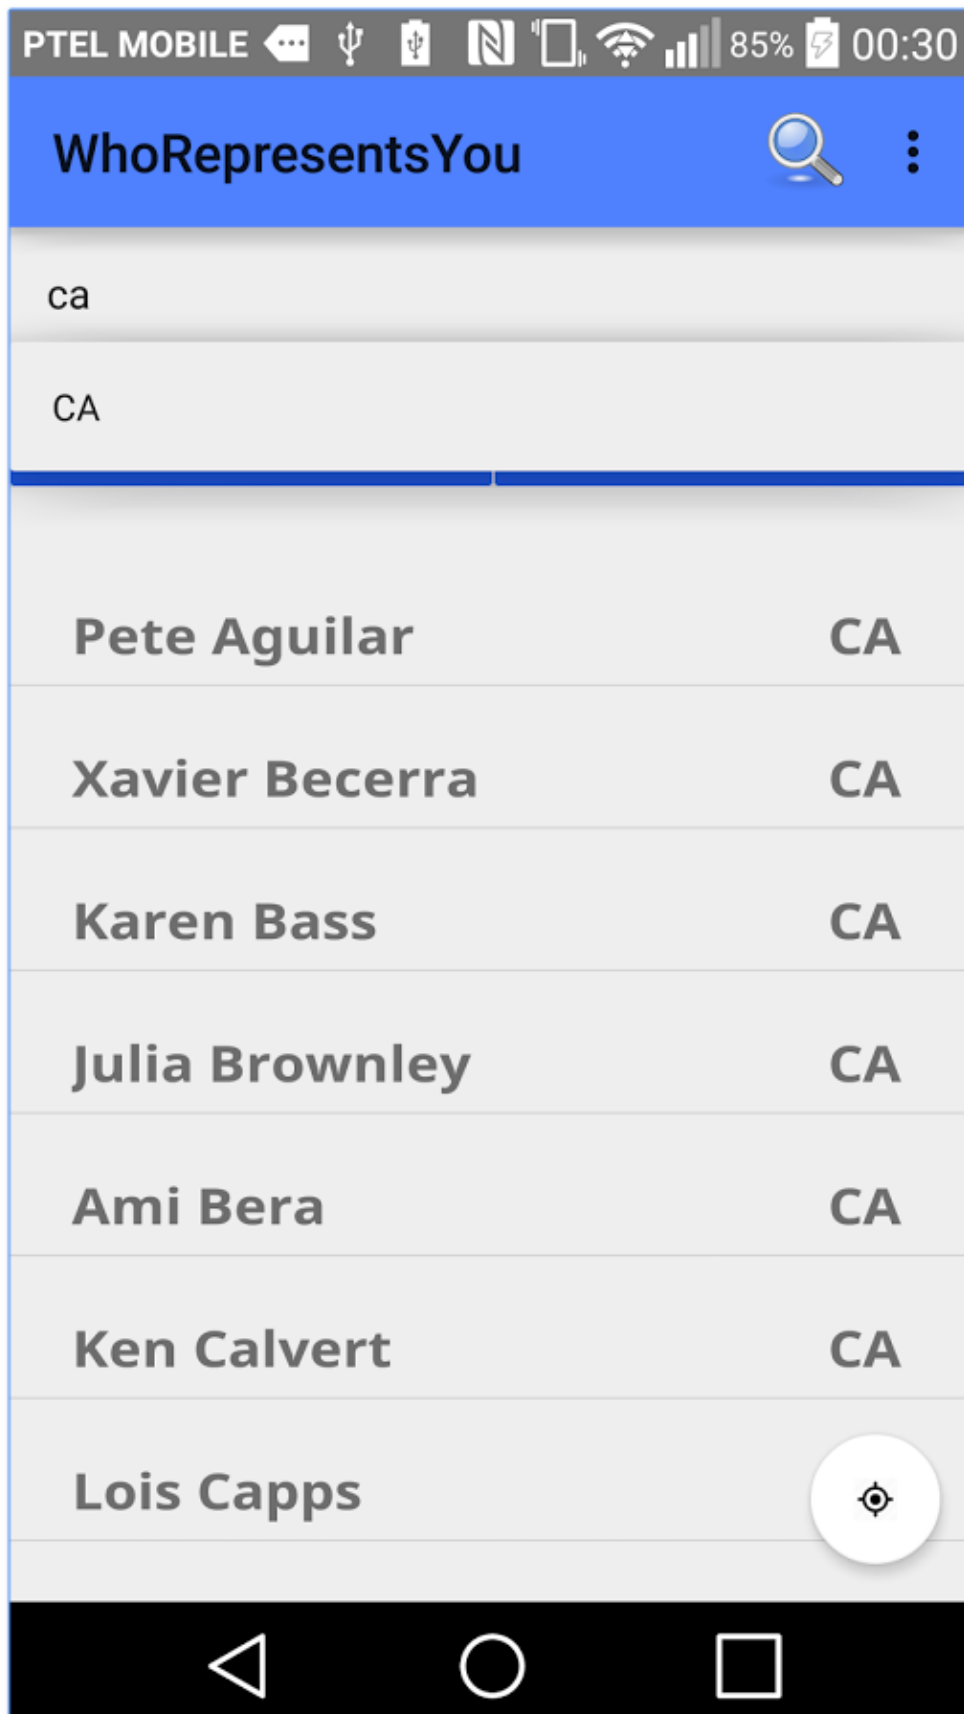 PTEL MOBILE 85% 00:30
WhoRepresentsYou
ca
CA
Pete Aguilar CA
Xavier Becerra CA
Karen Bass CA
Julia Brownley CA
Ami Bera CA
Ken Calvert CA
Lois Capps